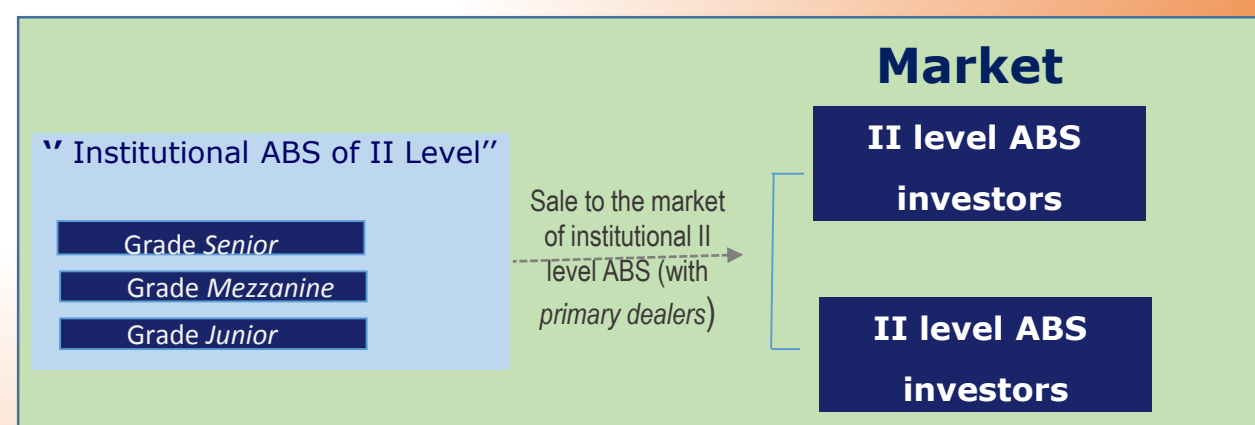 Market
‘’ Institutional ABS of II Level’’
Grade Senior
Grade Mezzanine
Grade Junior
Sale to the market
of institutional II
level ABS (with
primary dealers)
II level ABS
investors
II level ABS
investors